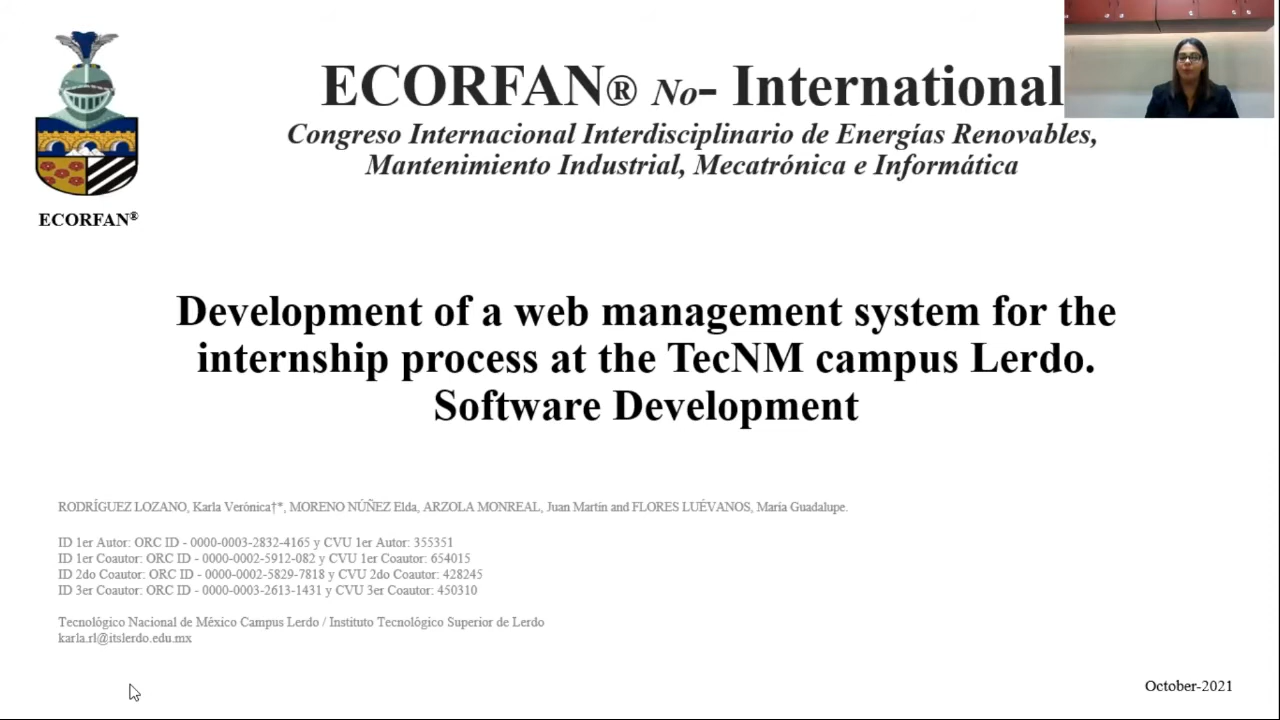 ECORFAN® No- International
Congreso Internacional Interdisciplinario de Energías Renovables,
Mantenimiento Industrial, Mecatrónica e Informática
ECORFAN®
Development of a web management system for the
internship process at the TecNM campus Lerdo.
Software Development
RODRÍGUEZ LOZANO, Karla Verónica†*, MORENO NÚÑEZ Elda, ARZOLA MONREAL, Juan Martín and FLORES LUÉVANOS, María Guadalupe.
ID 1er Autor: ORC ID - 0000-0003-2832-4165 y CVU 1er Autor: 355351
ID 1er Coautor: ORC ID - 0000-0002-5912-082 y CVU 1er Coautor: 654015
ID 2do Coautor: ORC ID - 0000-0002-5829-7818 y CVU 2do Coautor: 428245
ID 3er Coautor: ORC ID - 0000-0003-2613-1431 y CVU 3er Coautor: 450310
Tecnológico Nacional de México Campus Lerdo / Instituto Tecnológico Superior de Lerdo
karla.rl@itslerdo.edu.mx
October-2021